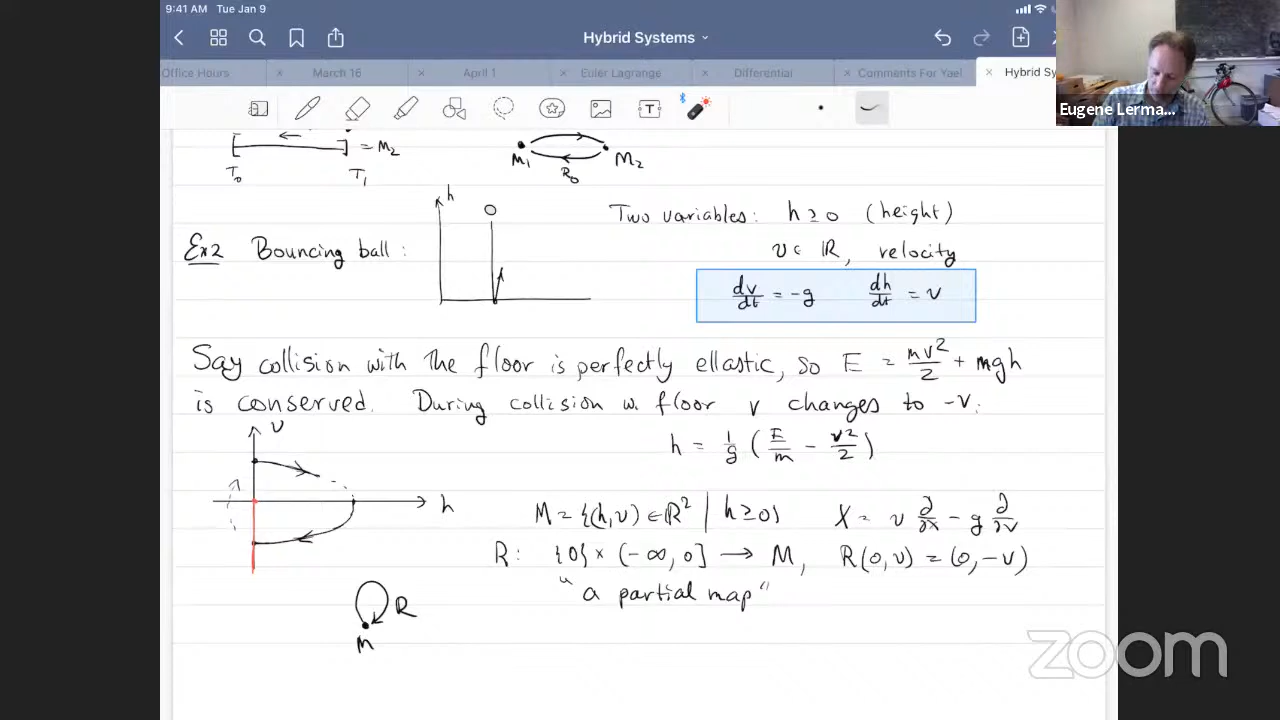 9:41 AM Tue Jan 9
Hybrid Systems
Office Hours
March 16
April 1
Euler Lagrange
Differential
Comments For Yael
Hybrid Sy
Eugene Lerma...
= M₂
T₀ T₁
M₁ M₂
R₀
h
Two variables: h ≥ 0 (height)
Ex2 Bouncing ball:
v ∈ ℝ, velocity
dv/dt = -g dh/dt = v
Say collision with the floor is perfectly ellastic, so E = mv²/2 + mgh
is conserved. During collision w. floor v changes to -v.
v
h = 1/g (E/m - v²/2)
h
M = {(h,v) ∈ ℝ² | h ≥ 0} X = v ∂/∂x - g ∂/∂v
R: {0} × (-∞, 0] → M, R(0,v) = (0,-v)
"a partial map"
R
M
zoom